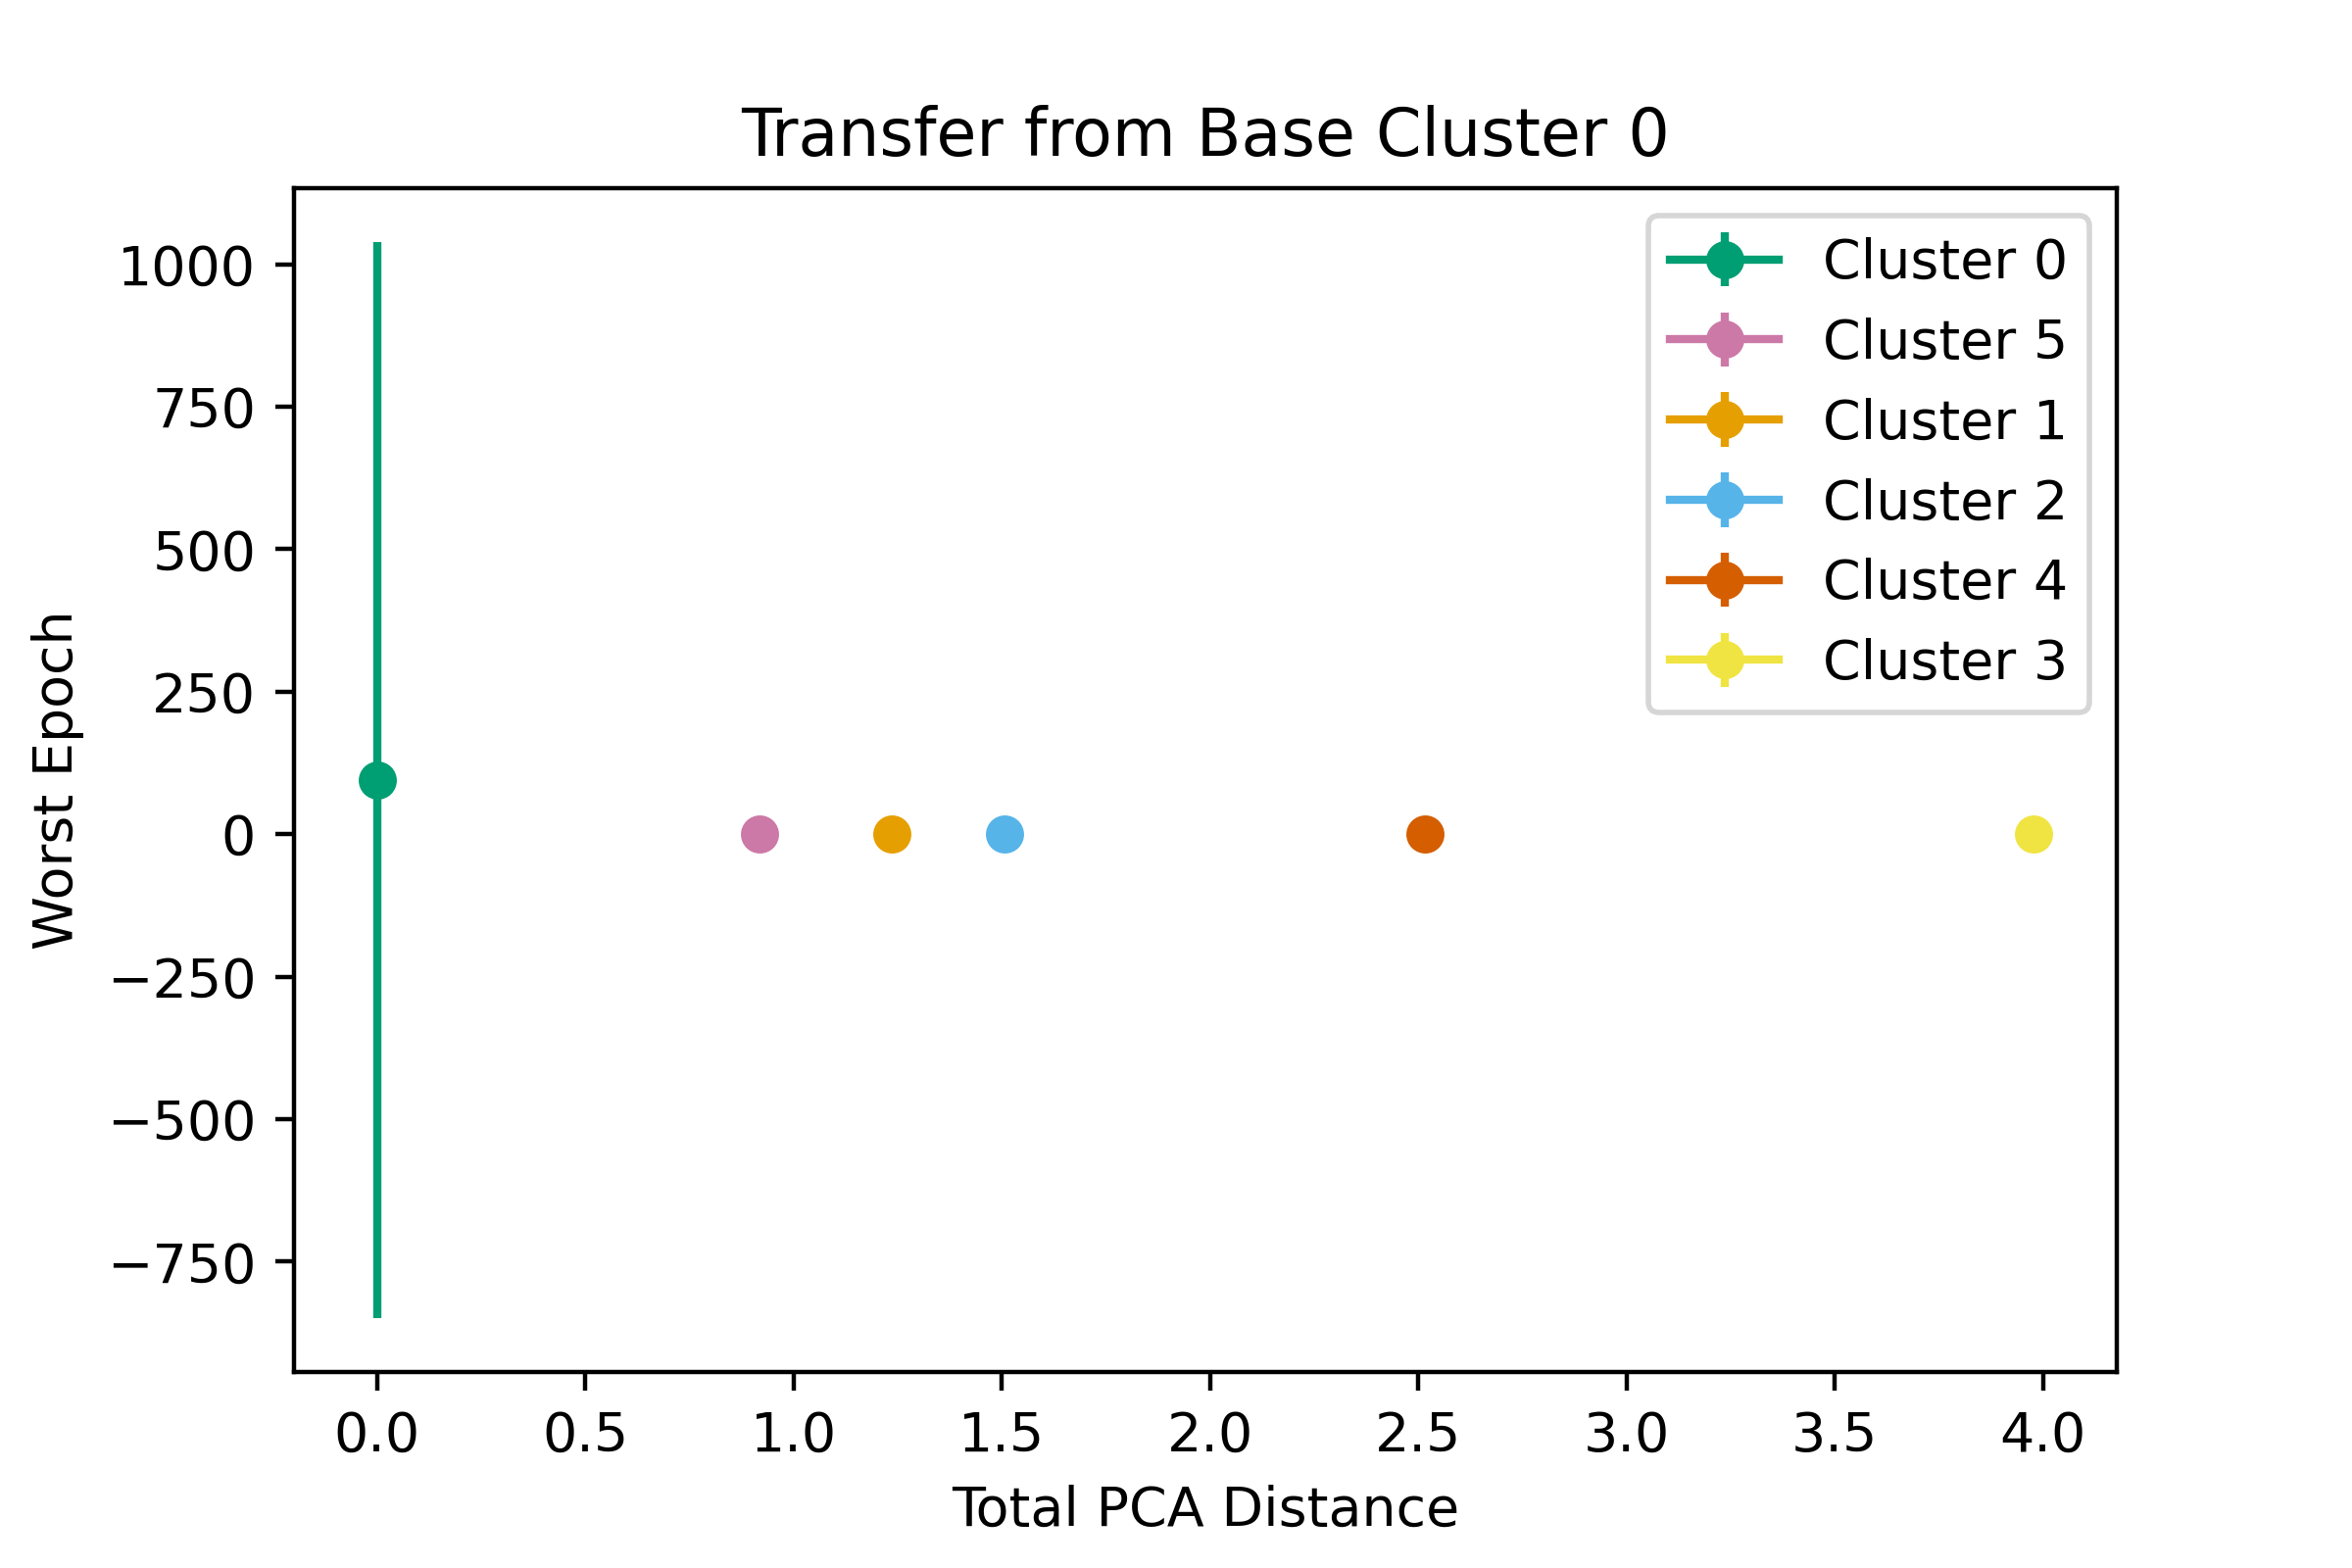 Transfer from Base Cluster 0
1000
750
500
250
0
−250
−500
−750
Worst Epoch
Cluster 0
Cluster 5
Cluster 1
Cluster 2
Cluster 4
Cluster 3
0.0 0.5 1.0 1.5 2.0 2.5 3.0 3.5 4.0
Total PCA Distance